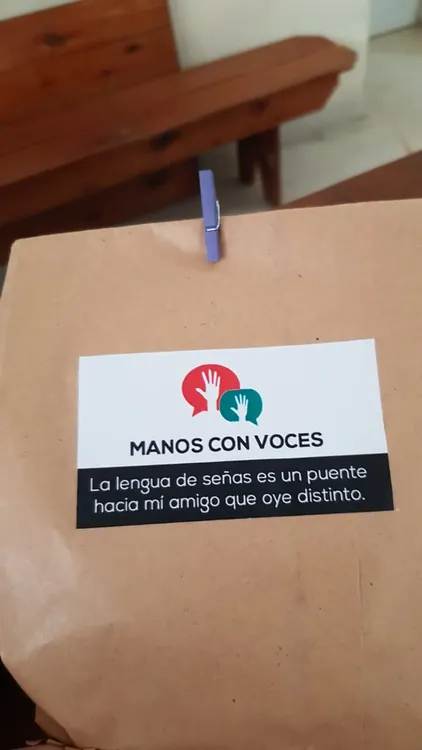 MANOS CON VOCES
La lengua de señas es un puente
hacia mí amigo que oye distinto.